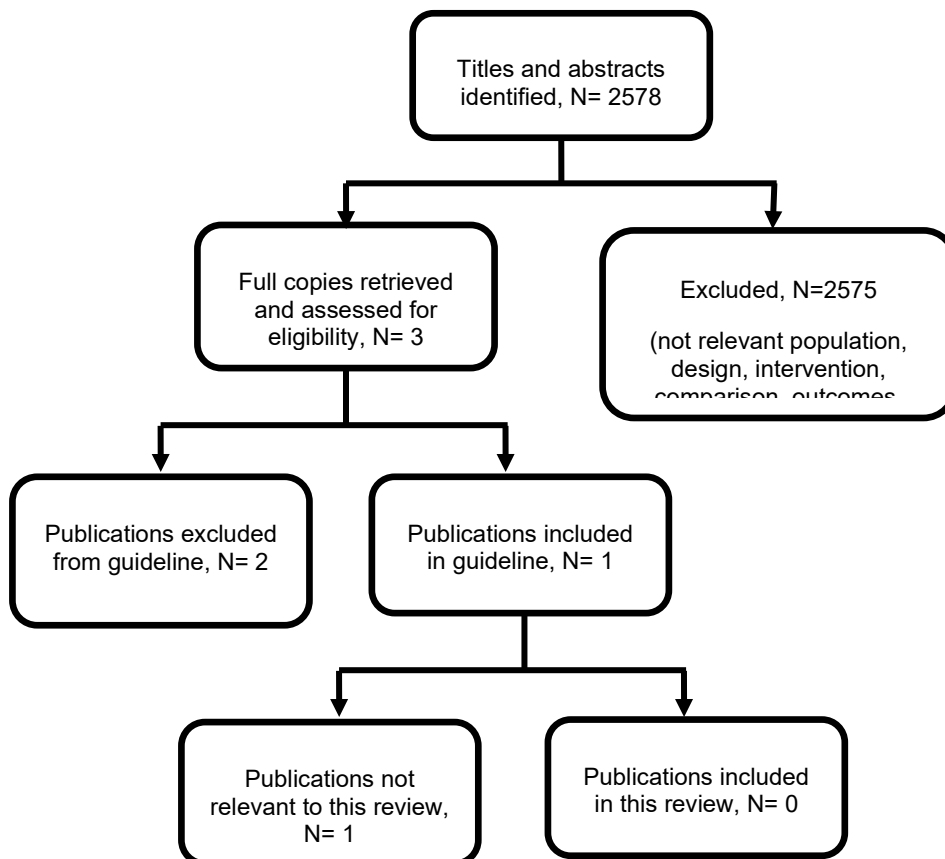 Titles and abstracts
identified, N= 2578
Full copies retrieved
and assessed for
eligibility, N= 3
Excluded, N=2575
(not relevant population,
design, intervention,
comparison, outcomes,
Publications excluded
from guideline, N= 2
Publications included
in guideline, N= 1
Publications not
relevant to this review,
N= 1
Publications included
in this review, N= 0